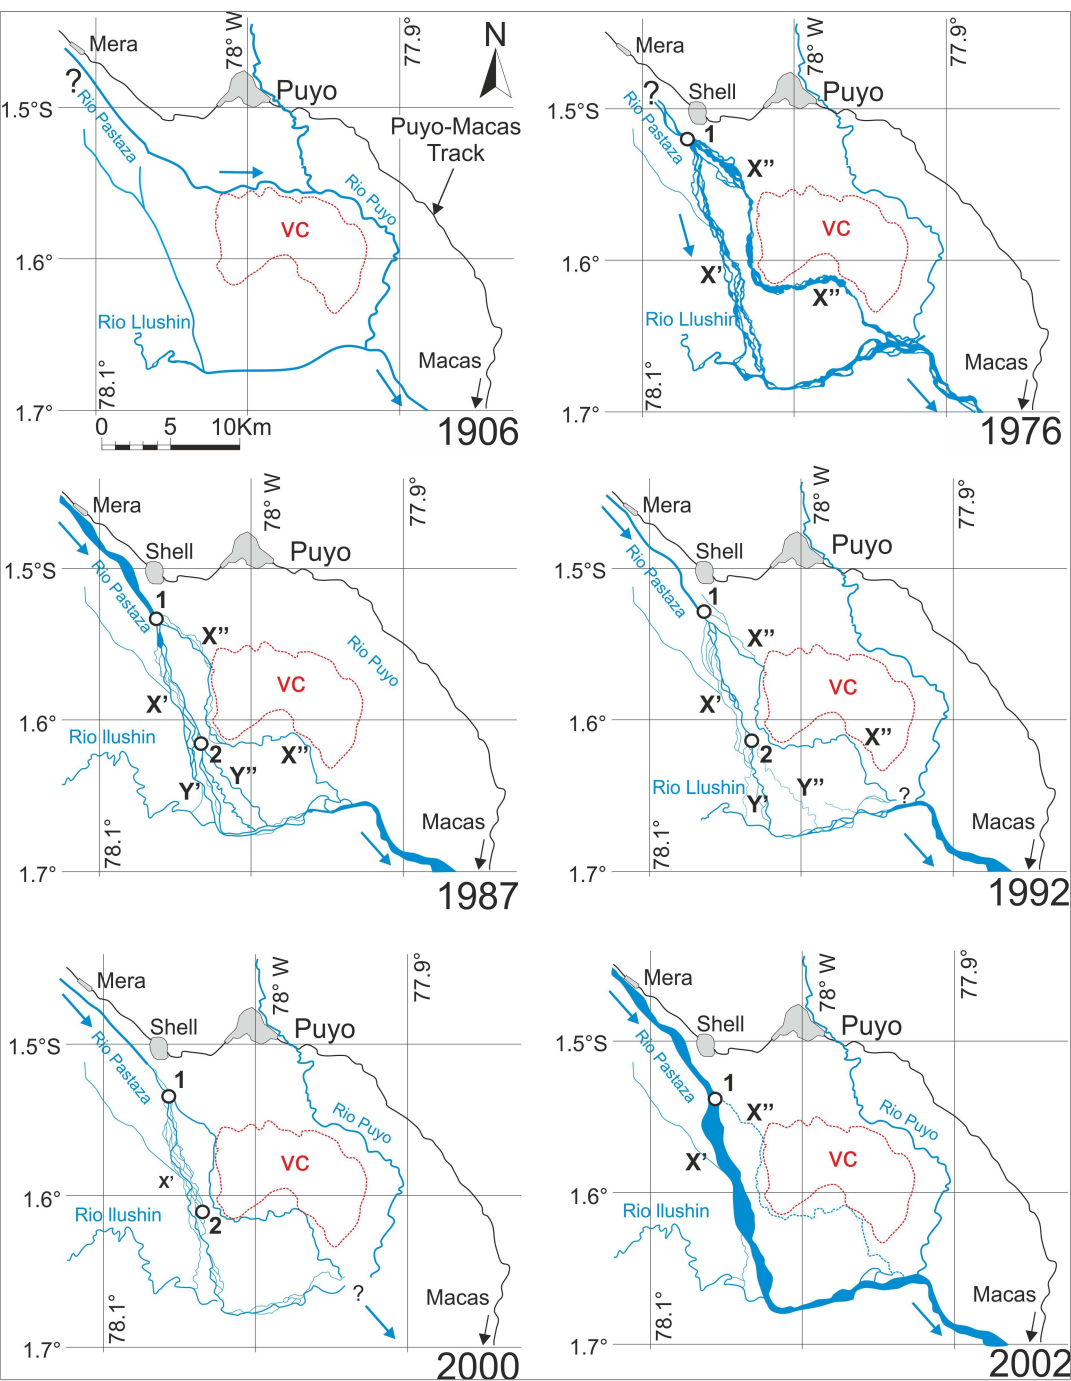 Mera
78° W
77.9°
N
?
Rio Pastaza
Puyo
1.5°S
Puyo-Macas
Track
Rio Puyo
VC
1.6°
Rio Llushin
Macas
78.1°
1.7°
0 5 10Km
1906
Mera
78° W
77.9°
?
Shell
Puyo
1.5°S
Rio Pastaza
1
X’’
VC
1.6°
X’
X’’
Rio Llushin
Macas
78.1°
1.7°
1976
Mera
78° W
77.9°
Shell
Puyo
1.5°S
Rio Pastaza
1
X’’
Rio Puyo
VC
X’
1.6°
Rio llushin
2
X’’
Y’’
Y’
Macas
78.1°
1.7°
1987
Mera
78° W
77.9°
Shell
Puyo
1.5°S
Rio Pastaza
1
X’’
VC
X’
1.6°
X’’
2
Rio Llushin
Y’’
Y’
?
Macas
78.1°
1.7°
1992
Mera
78° W
77.9°
Shell
Puyo
1.5°S
Rio Pastaza
1
Rio Puyo
VC
X’
1.6°
Rio llushin
2
?
Macas
78.1°
1.7°
2000
Mera
78° W
77.9°
Shell
Puyo
1.5°S
Rio Pastaza
1
X’’
Rio Puyo
VC
X’
1.6°
Rio llushin
Macas
78.1°
1.7°
2002